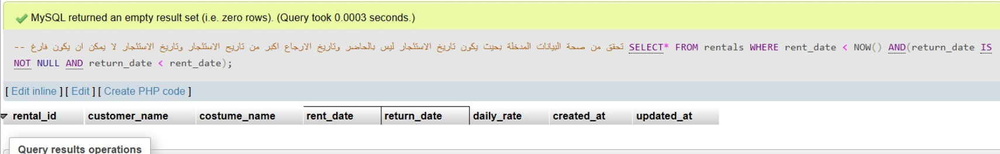 MySQL returned an empty result set (i.e. zero rows). (Query took 0.0003 seconds.)
-- تحقق من صحة البيانات المدخلة بحيث يكون تاريخ الاستئجار ليس بالحاضر وتاريخ الارجاع اكبر من تاريح الاستئجار وتاريخ الاستئجار لا يمكن ان يكون فارغ SELECT* FROM rentals WHERE rent_date < NOW() AND(return_date IS
NOT NULL AND return_date < rent_date);
[ Edit inline ] [ Edit ] [ Create PHP code ]
rental_id customer_name costume_name rent_date return_date daily_rate created_at updated_at
Query results operations